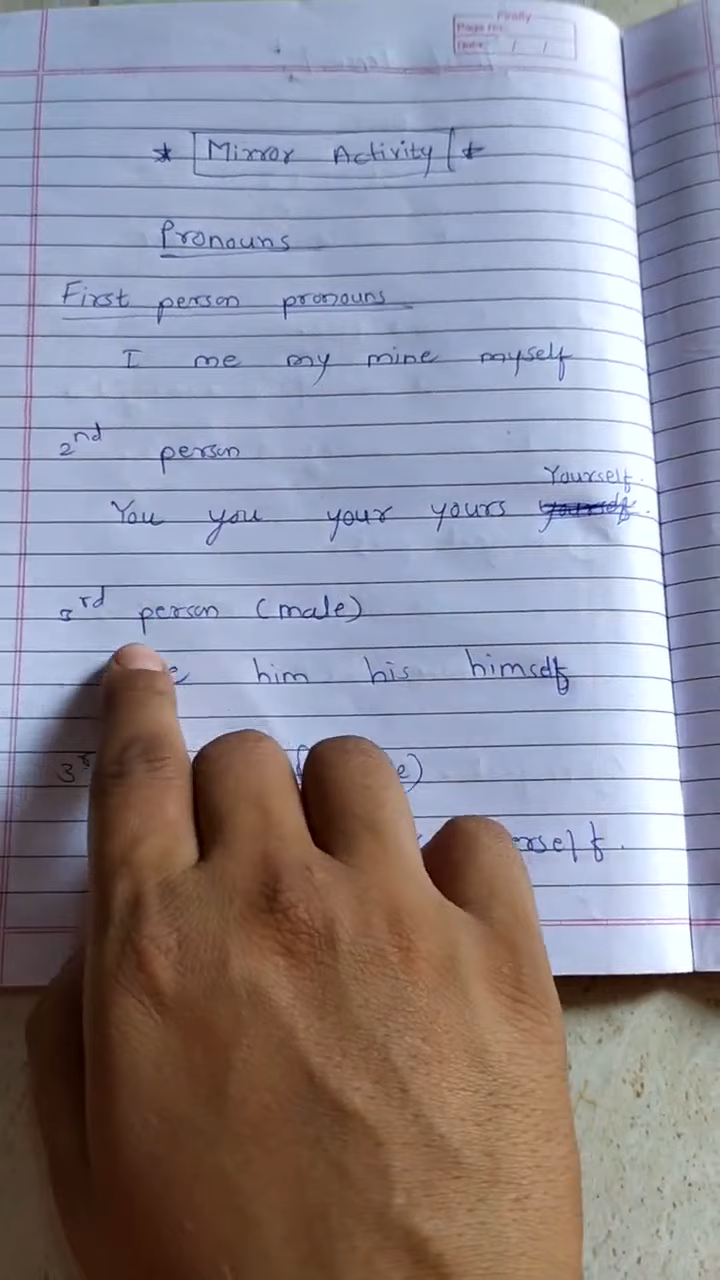 Firefly
Page No.
Date: / /
* Mirror Activity *
Pronouns
First person pronouns
I me my mine myself
2nd person
Yourself.
You you your yours
3rd person (male)
him his himself